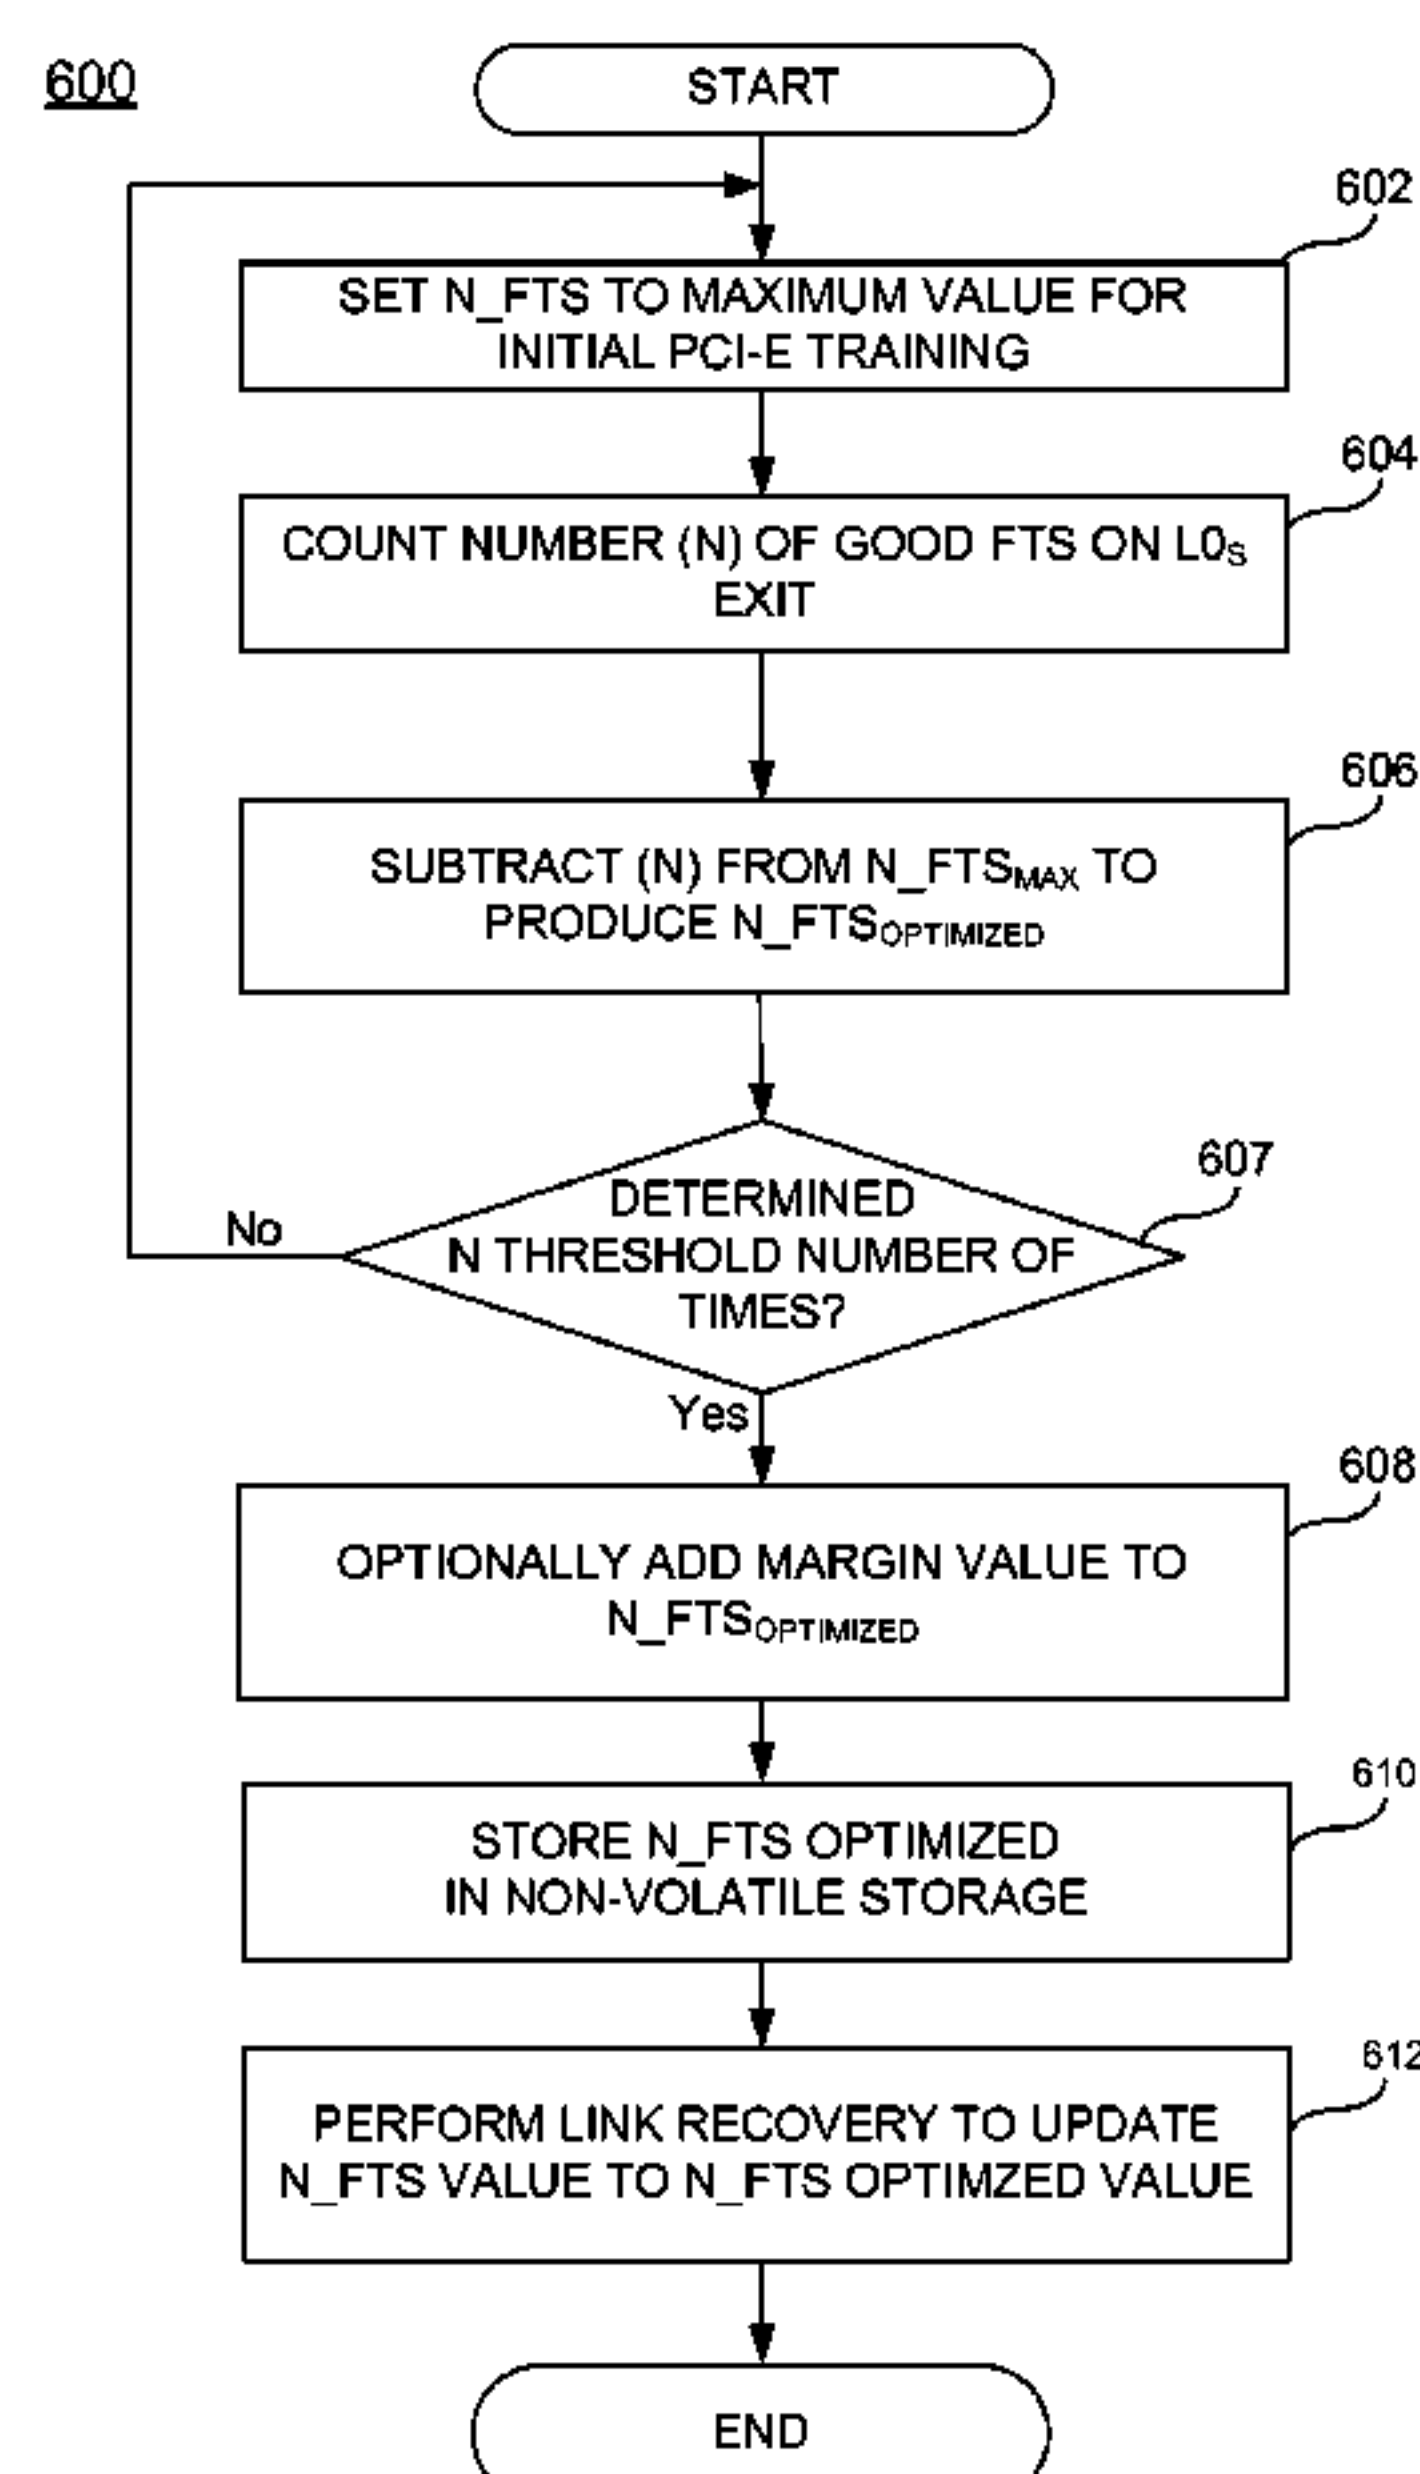 600
START
602
SET N_FTS TO MAXIMUM VALUE FOR
INITIAL PCI-E TRAINING
604
COUNT NUMBER (N) OF GOOD FTS ON L0S
EXIT
606
SUBTRACT (N) FROM N_FTSMAX TO
PRODUCE N_FTSOPTIMIZED
607
DETERMINED
N THRESHOLD NUMBER OF
TIMES?
No
Yes
608
OPTIONALLY ADD MARGIN VALUE TO
N_FTSOPTIMIZED
610
STORE N_FTS OPTIMIZED
IN NON-VOLATILE STORAGE
612
PERFORM LINK RECOVERY TO UPDATE
N_FTS VALUE TO N_FTS OPTIMZED VALUE
END